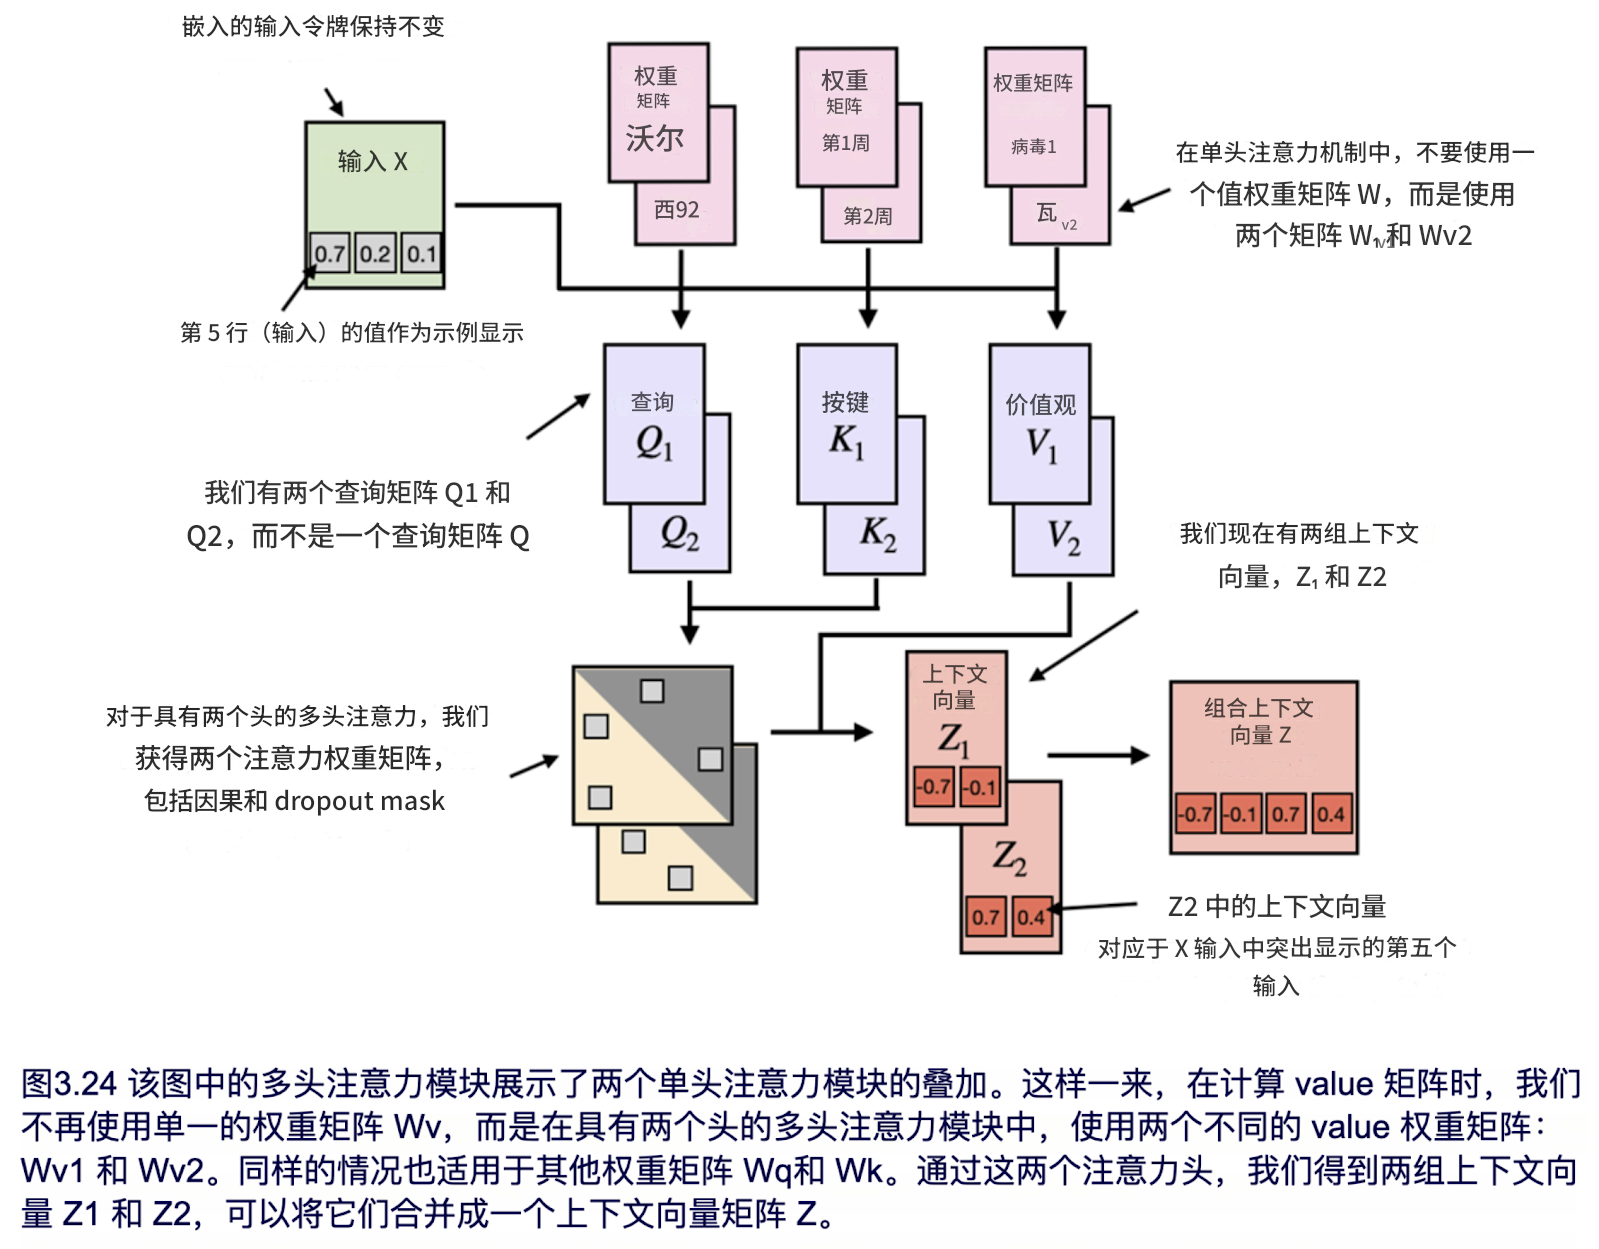 嵌入的输入令牌保持不变
权重
矩阵
沃尔
西92
权重
矩阵
第1周
第2周
权重矩阵
病毒1
瓦 v2
输入 X
0.7 0.2 0.1
在单头注意力机制中，不要使用一
个值权重矩阵 W，而是使用
两个矩阵 W₁和 Wv2
第 5 行（输入）的值作为示例显示
查询
Q₁
Q₂
按键
K₁
K₂
价值观
V₁
V₂
我们有两个查询矩阵 Q1 和
Q2，而不是一个查询矩阵 Q
我们现在有两组上下文
向量，Z₁ 和 Z2
对于具有两个头的多头注意力，我们
获得两个注意力权重矩阵，
包括因果和 dropout mask
上下文
向量
Z₁
-0.7 -0.1
Z₂
0.7 0.4
组合上下文
向量 Z
-0.7 -0.1 0.7 0.4
Z2 中的上下文向量
对应于 X 输入中突出显示的第五个
输入
图3.24 该图中的多头注意力模块展示了两个单头注意力模块的叠加。这样一来，在计算 value 矩阵时，我们
不再使用单一的权重矩阵 Wv，而是在具有两个头的多头注意力模块中，使用两个不同的 value 权重矩阵：
Wv1 和 Wv2。同样的情况也适用于其他权重矩阵 Wq和 Wk。通过这两个注意力头，我们得到两组上下文向
量 Z1 和 Z2，可以将它们合并成一个上下文向量矩阵 Z。